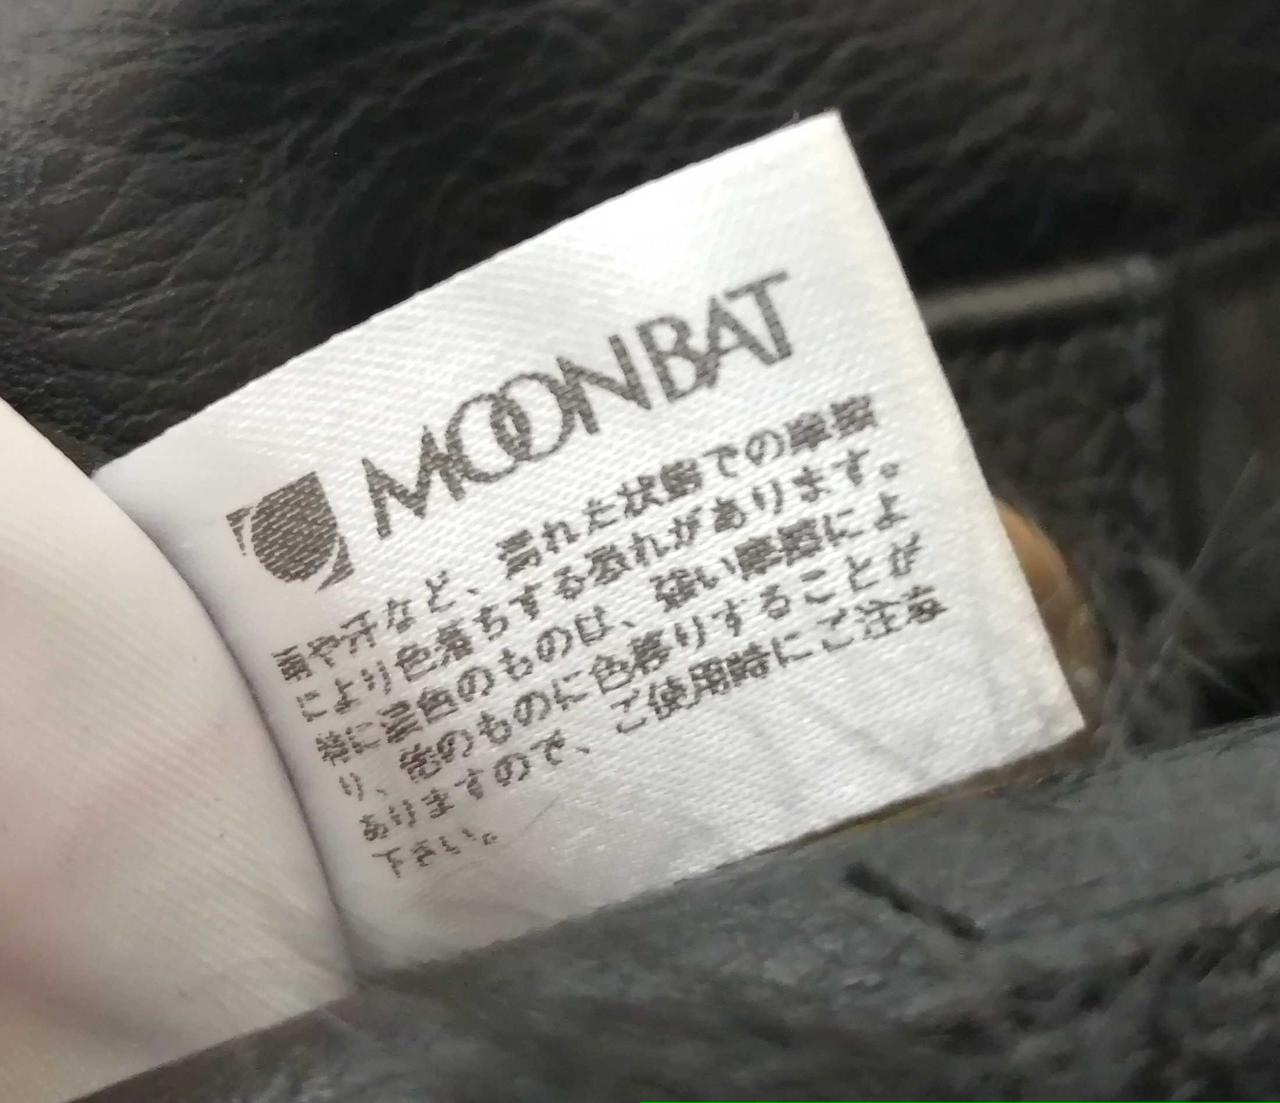 MOONBAT
雨や汗など、濡れた状態での摩擦
により色落ちする恐れがあります。
特に濃色のものは、強い摩擦によ
り、のものに色移りすることが
ありますので、ご使用時にご注意
下さい。